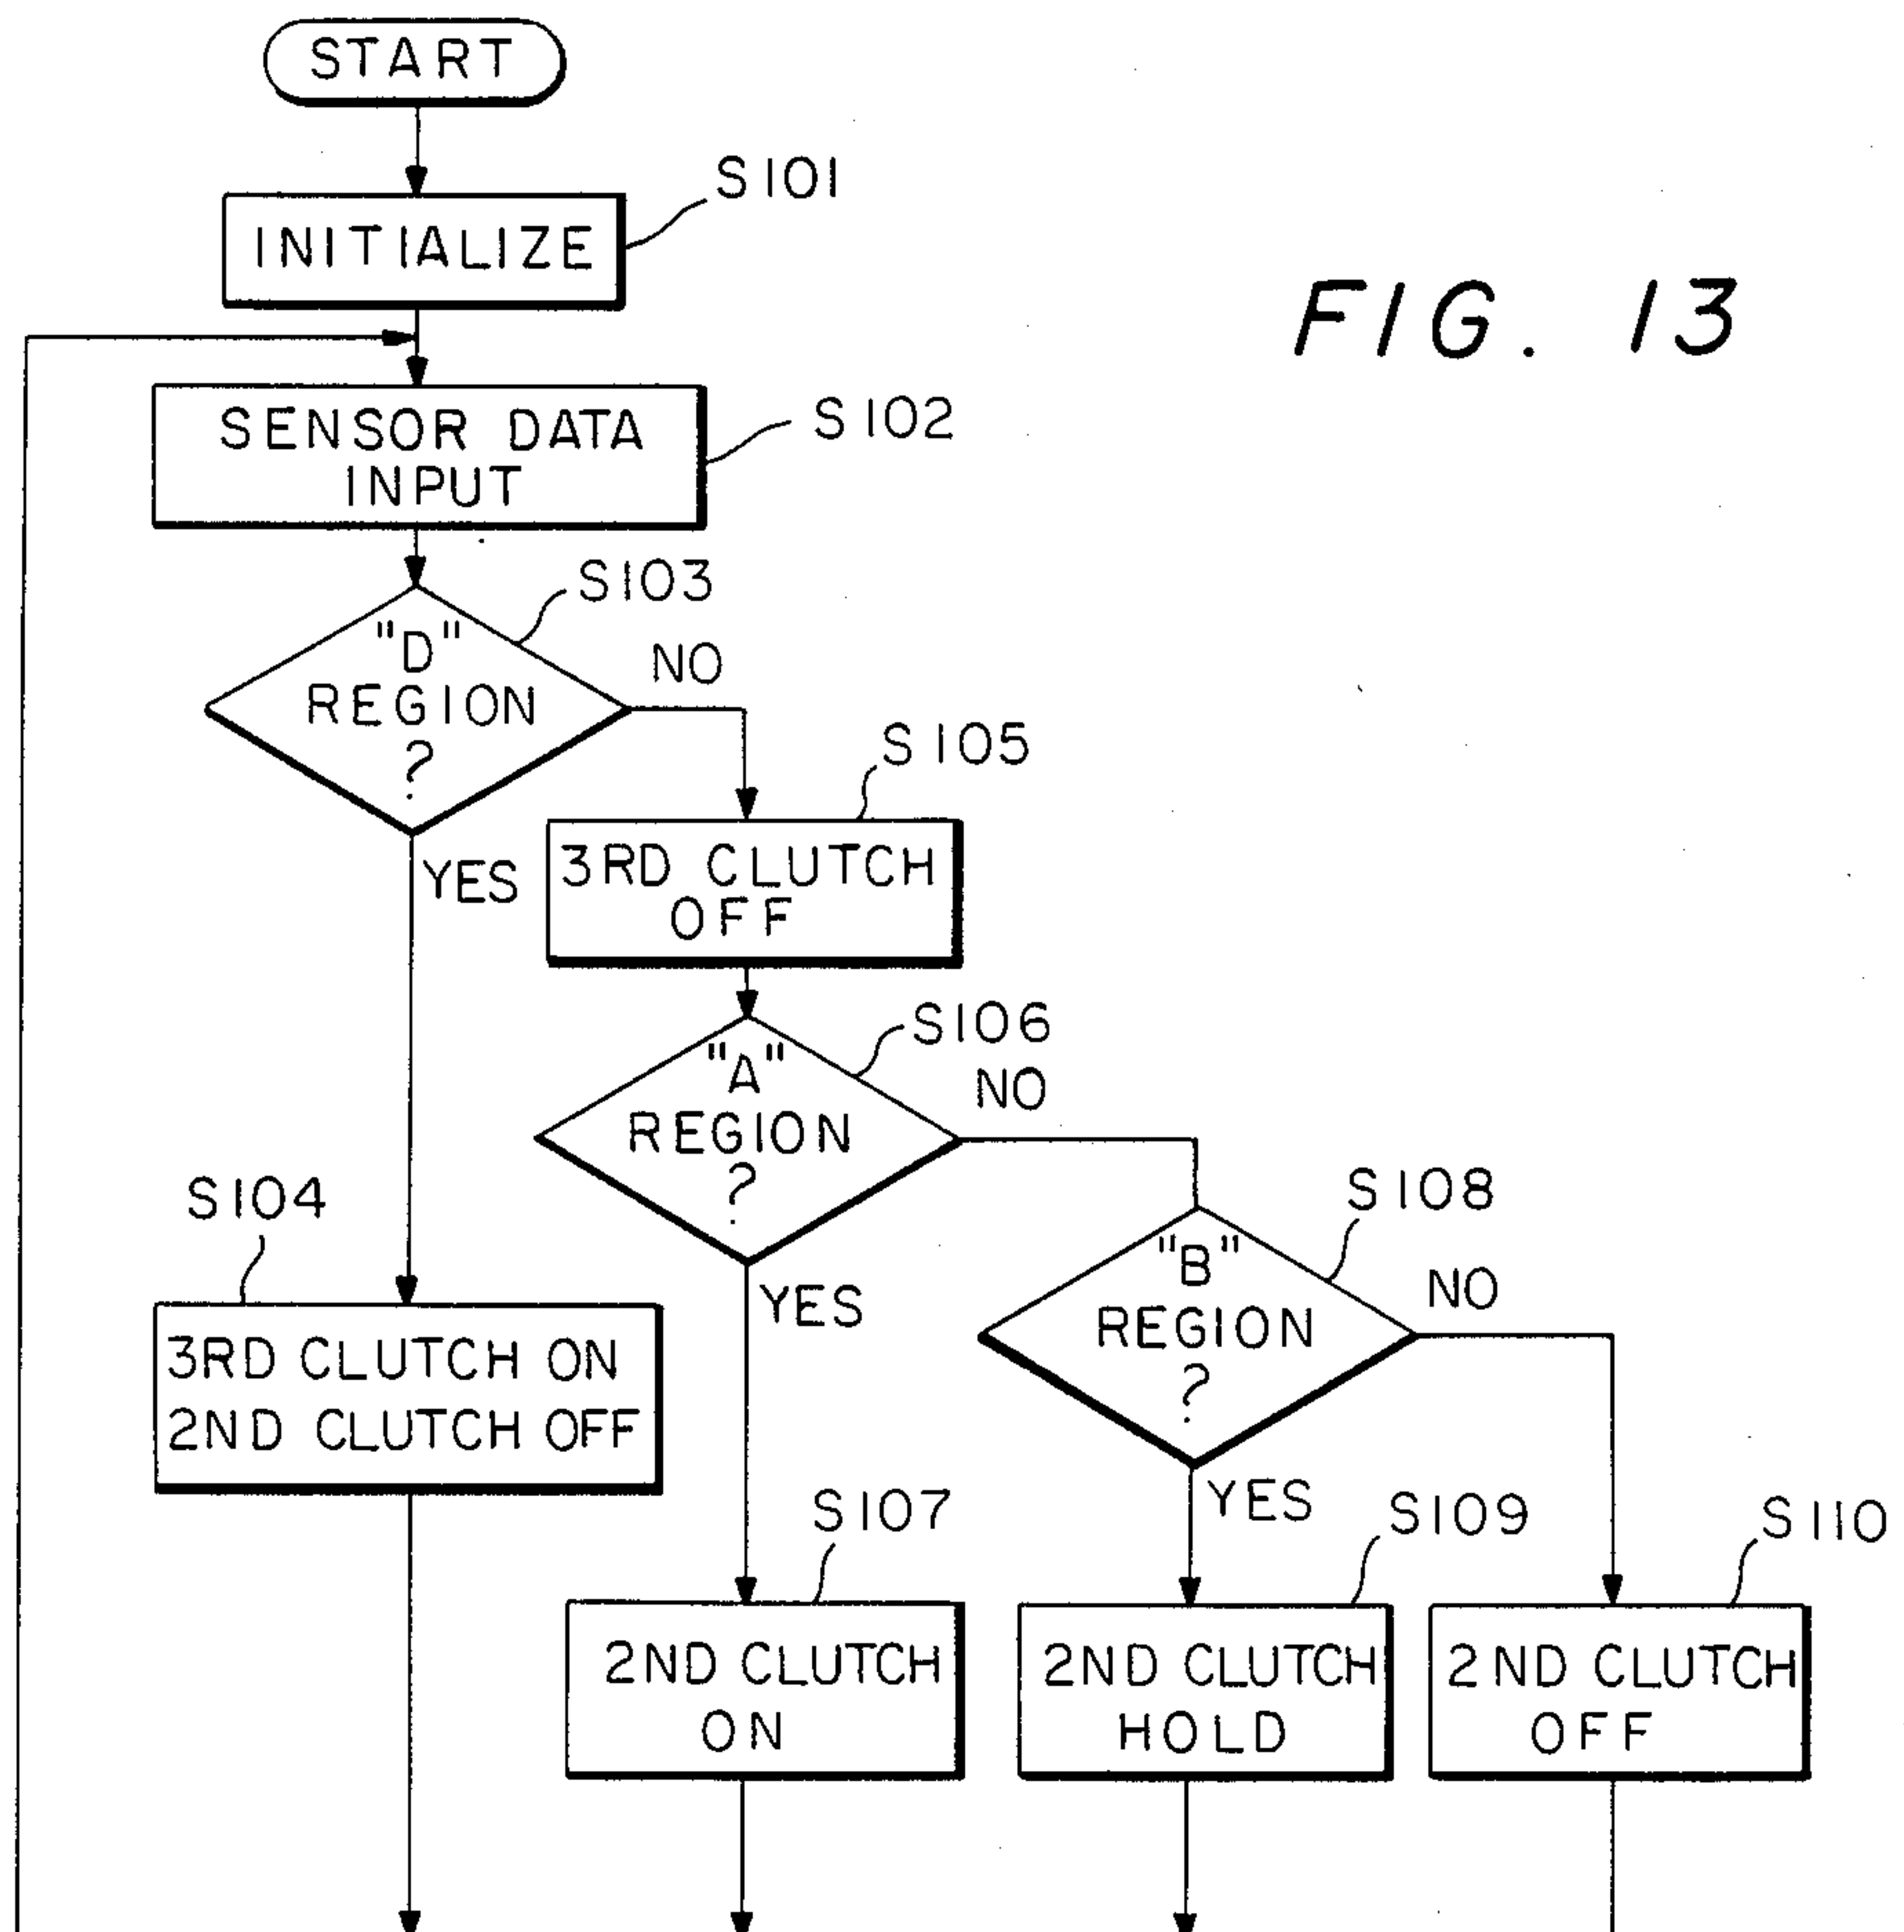 START
S101
INITIALIZE
FIG. 13
S102
SENSOR DATA
INPUT
S103
"D"
REGION
?
NO
S105
YES
3RD CLUTCH
OFF
S106
"A"
REGION
?
NO
S104
S108
YES
"B"
REGION
?
NO
3RD CLUTCH ON
2ND CLUTCH OFF
S107
YES
S109
S110
2ND CLUTCH
ON
2ND CLUTCH
HOLD
2ND CLUTCH
OFF